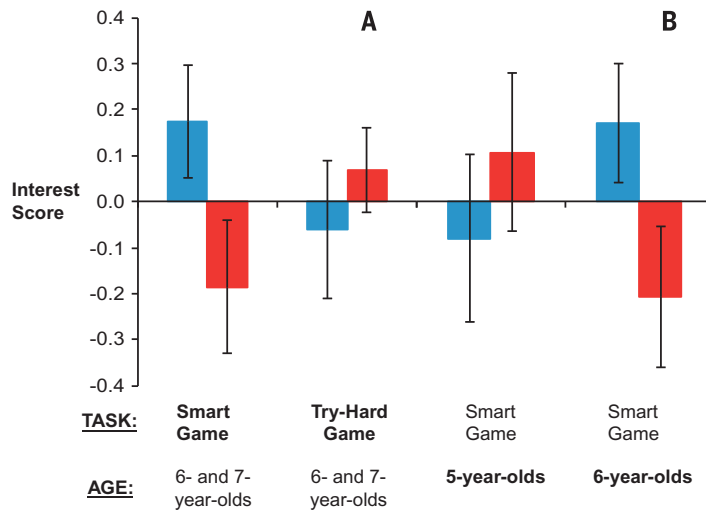 A
B
0.4
0.3
0.2
0.1
0.0
-0.1
-0.2
-0.3
-0.4
Interest
Score
TASK:
Smart
Game
Try-Hard
Game
Smart
Game
Smart
Game
AGE:
6- and 7-
year-olds
6- and 7-
year-olds
5-year-olds
6-year-olds